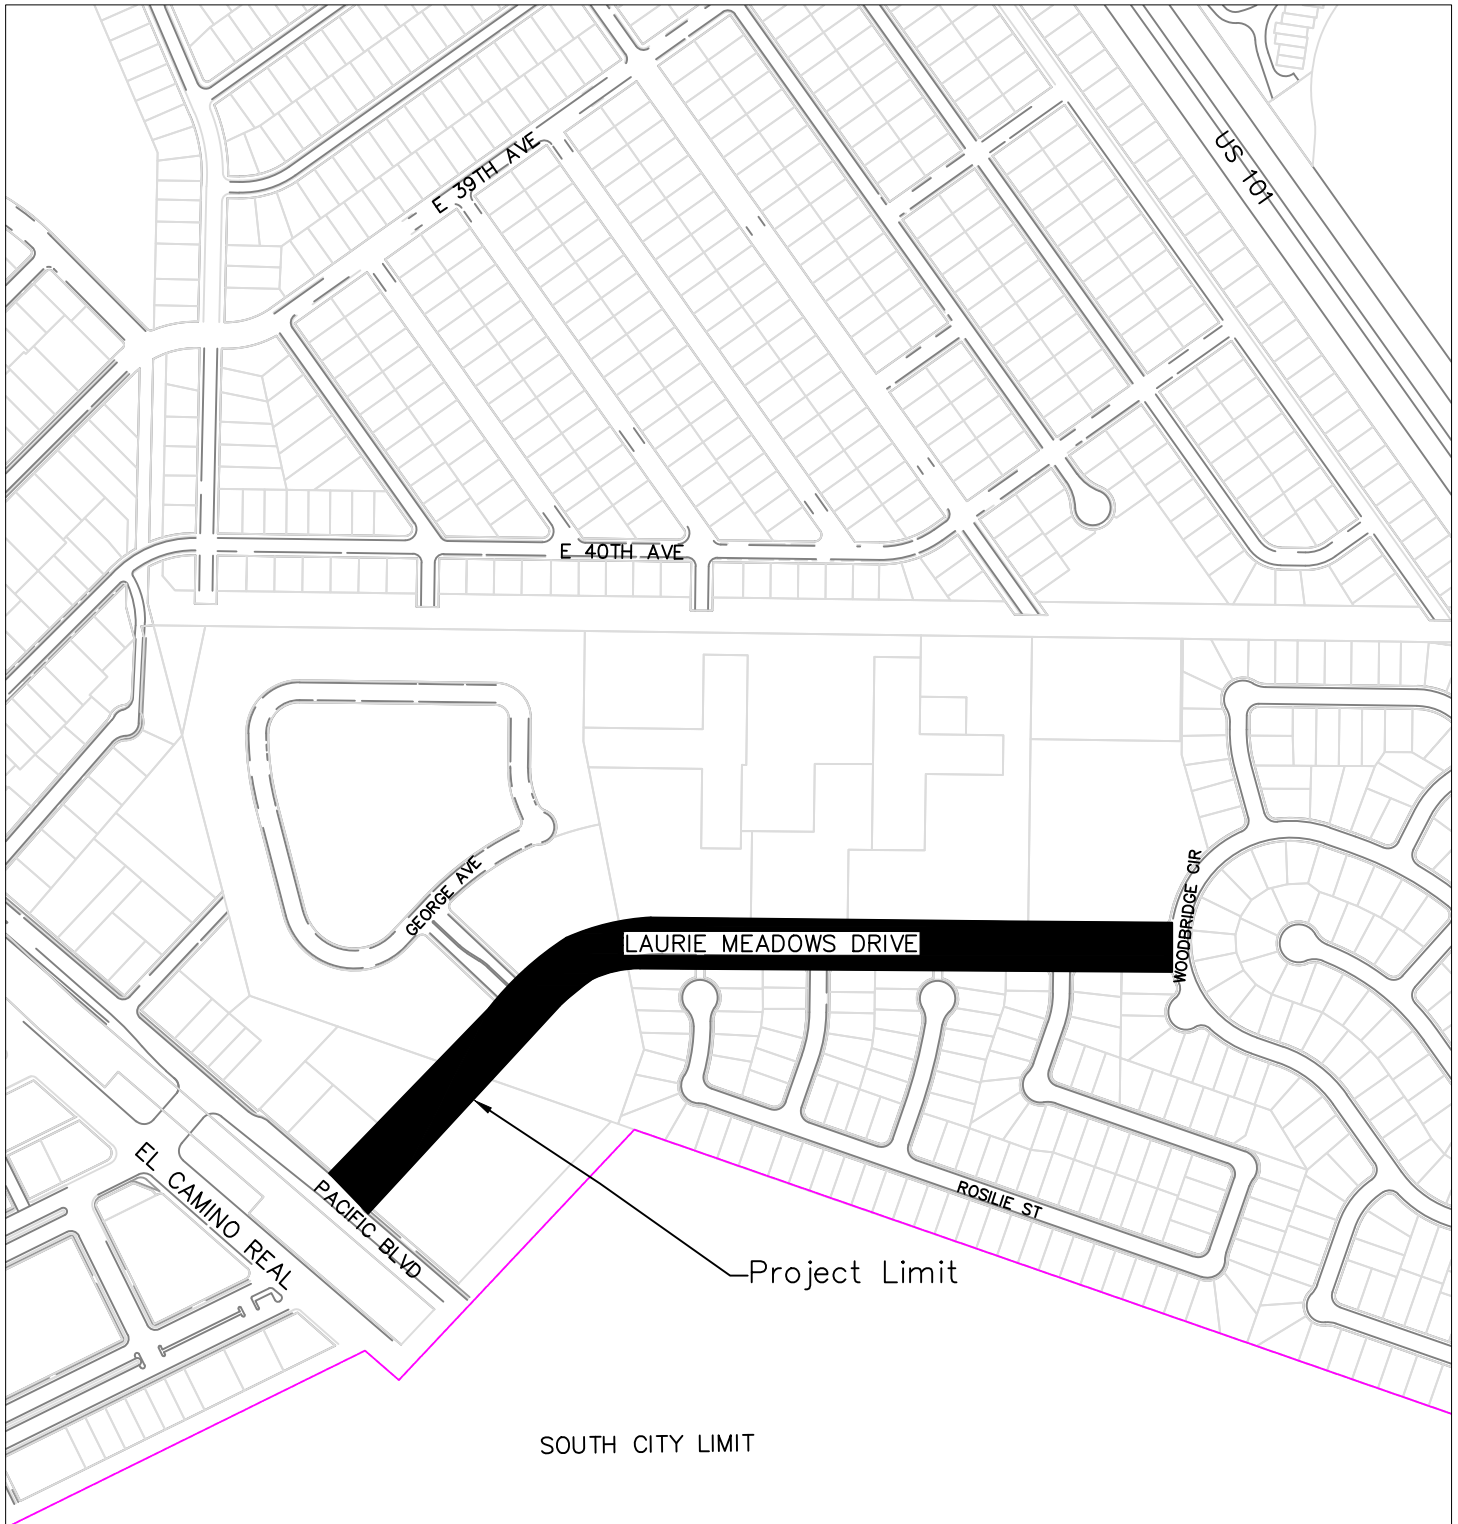 US 101
E 39TH AVE
E 40TH AVE
GEORGE AVE
WOODBRIDGE CIR
LAURIE MEADOWS DRIVE
EL CAMINO REAL
PACIFIC BLVD
ROSILIE ST
Project Limit
SOUTH CITY LIMIT